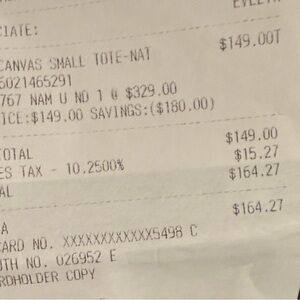 CIATE:
CANVAS SMALL TOTE-NAT $149.00T
6021465291
767 NAM U NO 1 @ $329.00
ICE:$149.00 SAVINGS:($180.00)
TOTAL $149.00
ES TAX - 10.2500% $15.27
AL $164.27
A $164.27
CARD NO. XXXXXXXXXXXX5498 C
UTH NO. 026952 E
RDHOLDER COPY